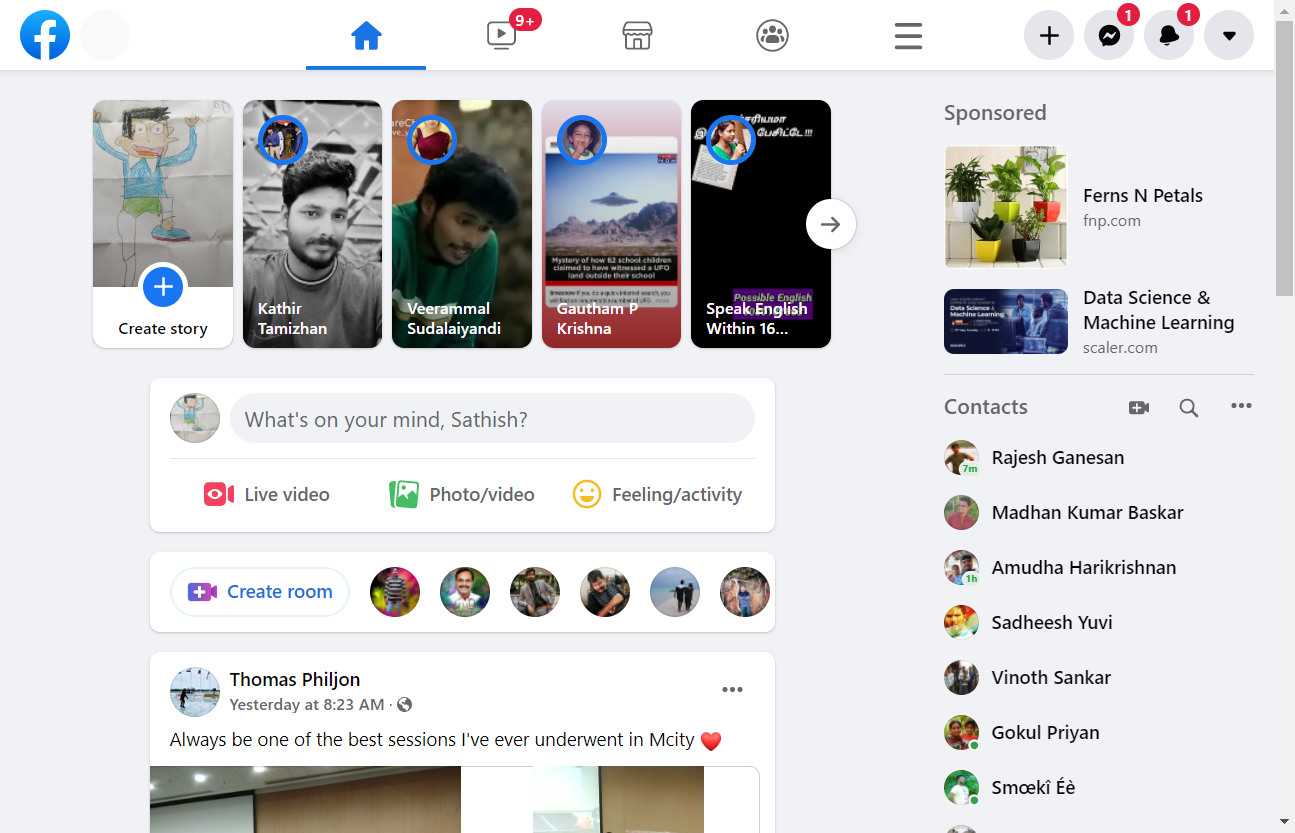 9+
1
1
Kathir
Tamizhan
Veerammal
Sudalaiyandi
Mystery of how 62 school children
claimed to have witnessed a UFO
land outside their school
Gautham P
Krishna
பேசிட்டே!!!
Possible English
Speak English
Within 16...
Create story
What's on your mind, Sathish?
Live video
Photo/video
Feeling/activity
Create room
Thomas Philjon
Yesterday at 8:23 AM ·
Always be one of the best sessions I've ever underwent in Mcity ❤️
Sponsored
Ferns N Petals
fnp.com
Data Science &
Machine Learning
Data Science &
Machine Learning
scaler.com
Contacts
7m
Rajesh Ganesan
Madhan Kumar Baskar
1h
Amudha Harikrishnan
Sadheesh Yuvi
Vinoth Sankar
Gokul Priyan
Smœkî Éè